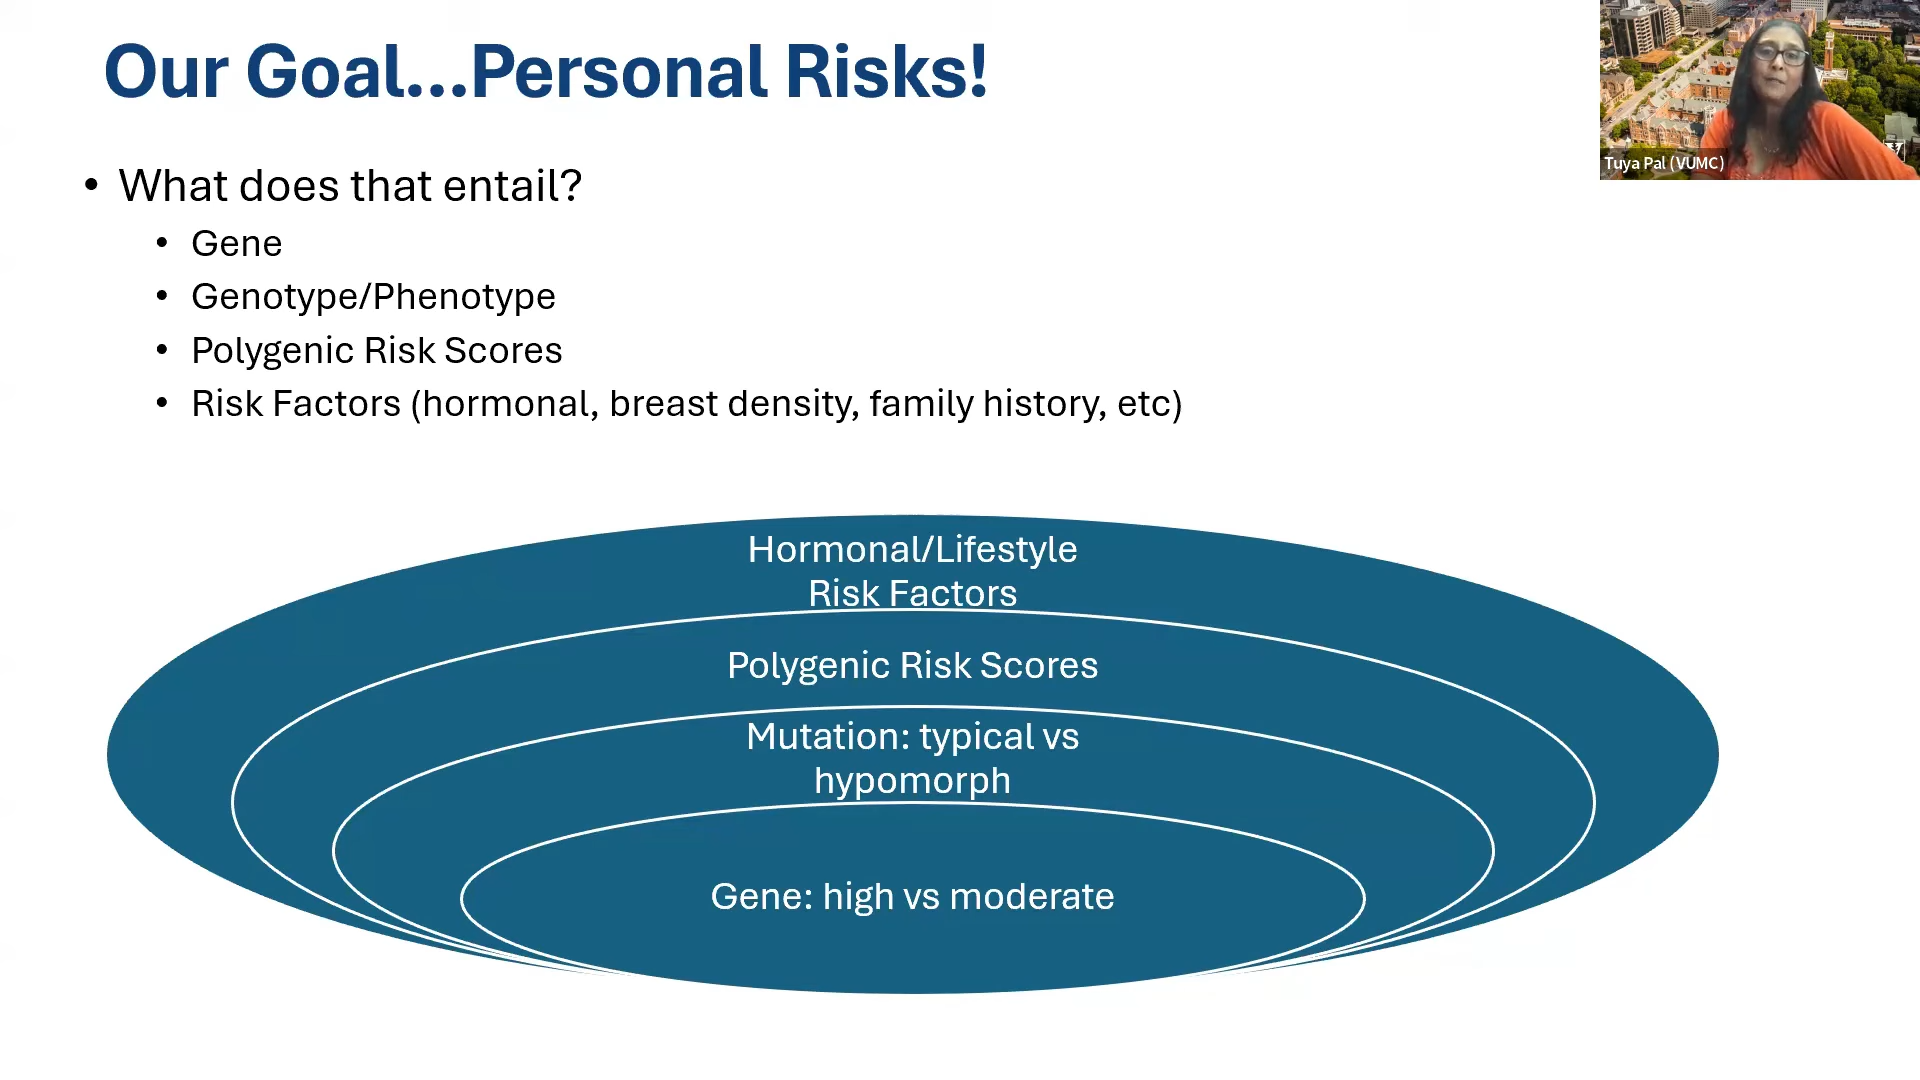 Our Goal...Personal Risks!
• What does that entail?
• Gene
• Genotype/Phenotype
• Polygenic Risk Scores
• Risk Factors (hormonal, breast density, family history, etc)
Hormonal/Lifestyle
Risk Factors
Polygenic Risk Scores
Mutation: typical vs
hypomorph
Gene: high vs moderate
Tuya Pal (VUMC)